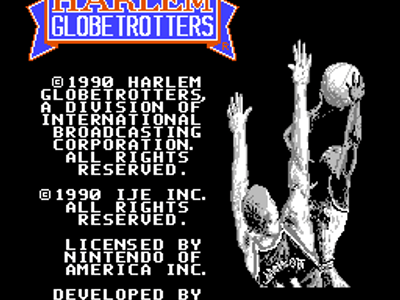 HARLEM
GLOBETROTTERS
©1990 HARLEM
GLOBETROTTERS,
A DIVISION OF
INTERNATIONAL
BROADCASTING
CORPORATION.
ALL RIGHTS
RESERVED.
©1990 IJE INC.
ALL RIGHTS
RESERVED.
LICENSED BY
NINTENDO OF
AMERICA INC.
DEVELOPED BY